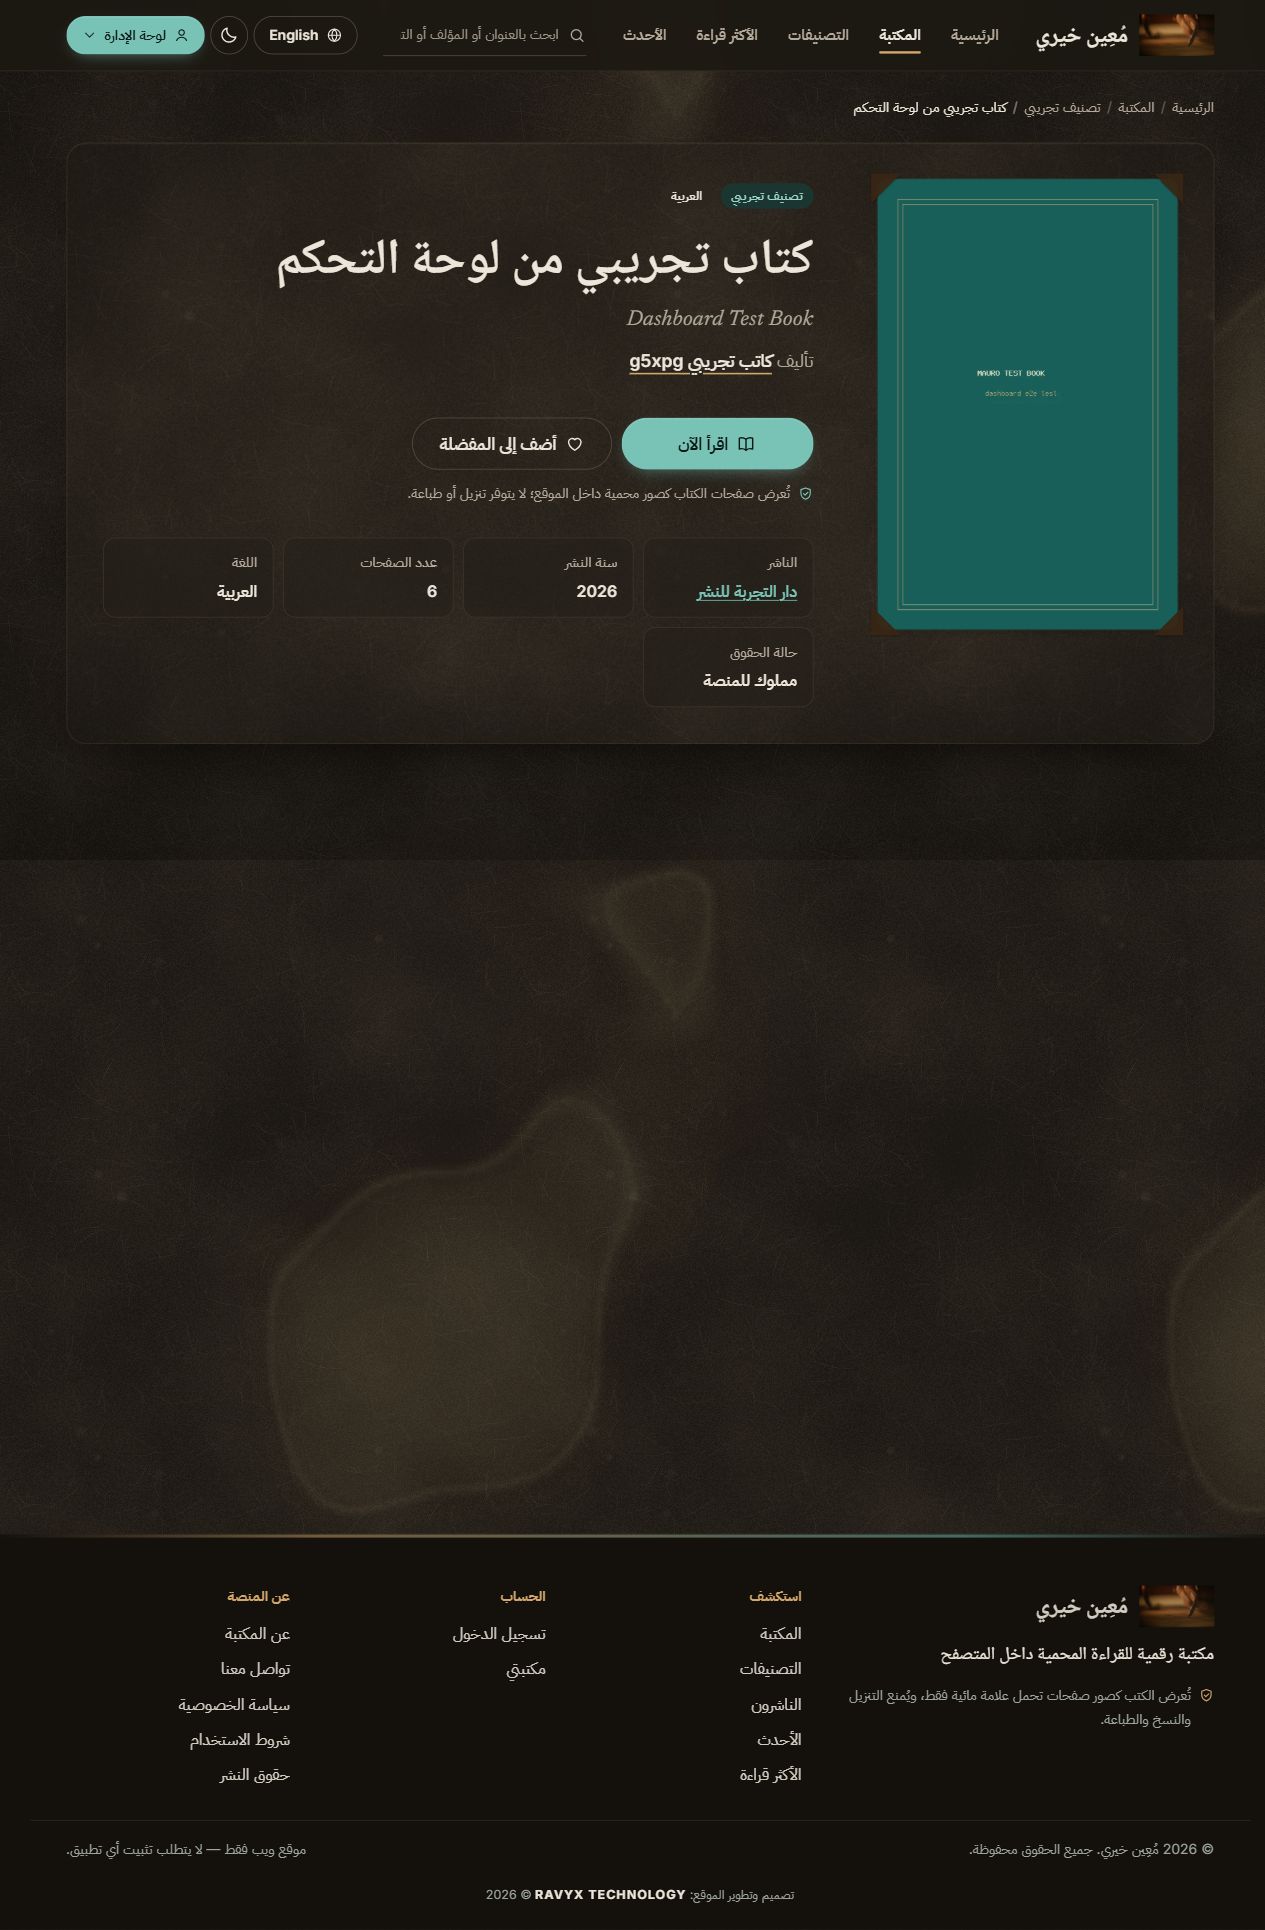 مُعِين خيري
الرئيسية
المكتبة
التصنيفات
الأكثر قراءة
الأحدث
ابحث بالعنوان أو المؤلف أو الت
English
لوحة الإدارة
الرئيسية / المكتبة / تصنيف تجريبي / كتاب تجريبي من لوحة التحكم
MAURO TEST BOOK
dashboard e2e test
تصنيف تجريبي
العربية
كتاب تجريبي من لوحة التحكم
Dashboard Test Book
تأليف كاتب تجريبي g5xpg
اقرأ الآن
أضف إلى المفضلة
تُعرض صفحات الكتاب كصور محمية داخل الموقع؛ لا يتوفر تنزيل أو طباعة.
الناشر
دار التجربة للنشر
سنة النشر
2026
عدد الصفحات
6
اللغة
العربية
حالة الحقوق
مملوك للمنصة
مُعِين خيري
مكتبة رقمية للقراءة المحمية داخل المتصفح
تُعرض الكتب كصور صفحات تحمل علامة مائية فقط، ويُمنع التنزيل
والنسخ والطباعة.
استكشف
المكتبة
التصنيفات
الناشرون
الأحدث
الأكثر قراءة
الحساب
تسجيل الدخول
مكتبتي
عن المنصة
عن المكتبة
تواصل معنا
سياسة الخصوصية
شروط الاستخدام
حقوق النشر
© 2026 مُعِين خيري. جميع الحقوق محفوظة.
موقع ويب فقط — لا يتطلب تثبيت أي تطبيق.
تصميم وتطوير الموقع: RAVYX TECHNOLOGY © 2026